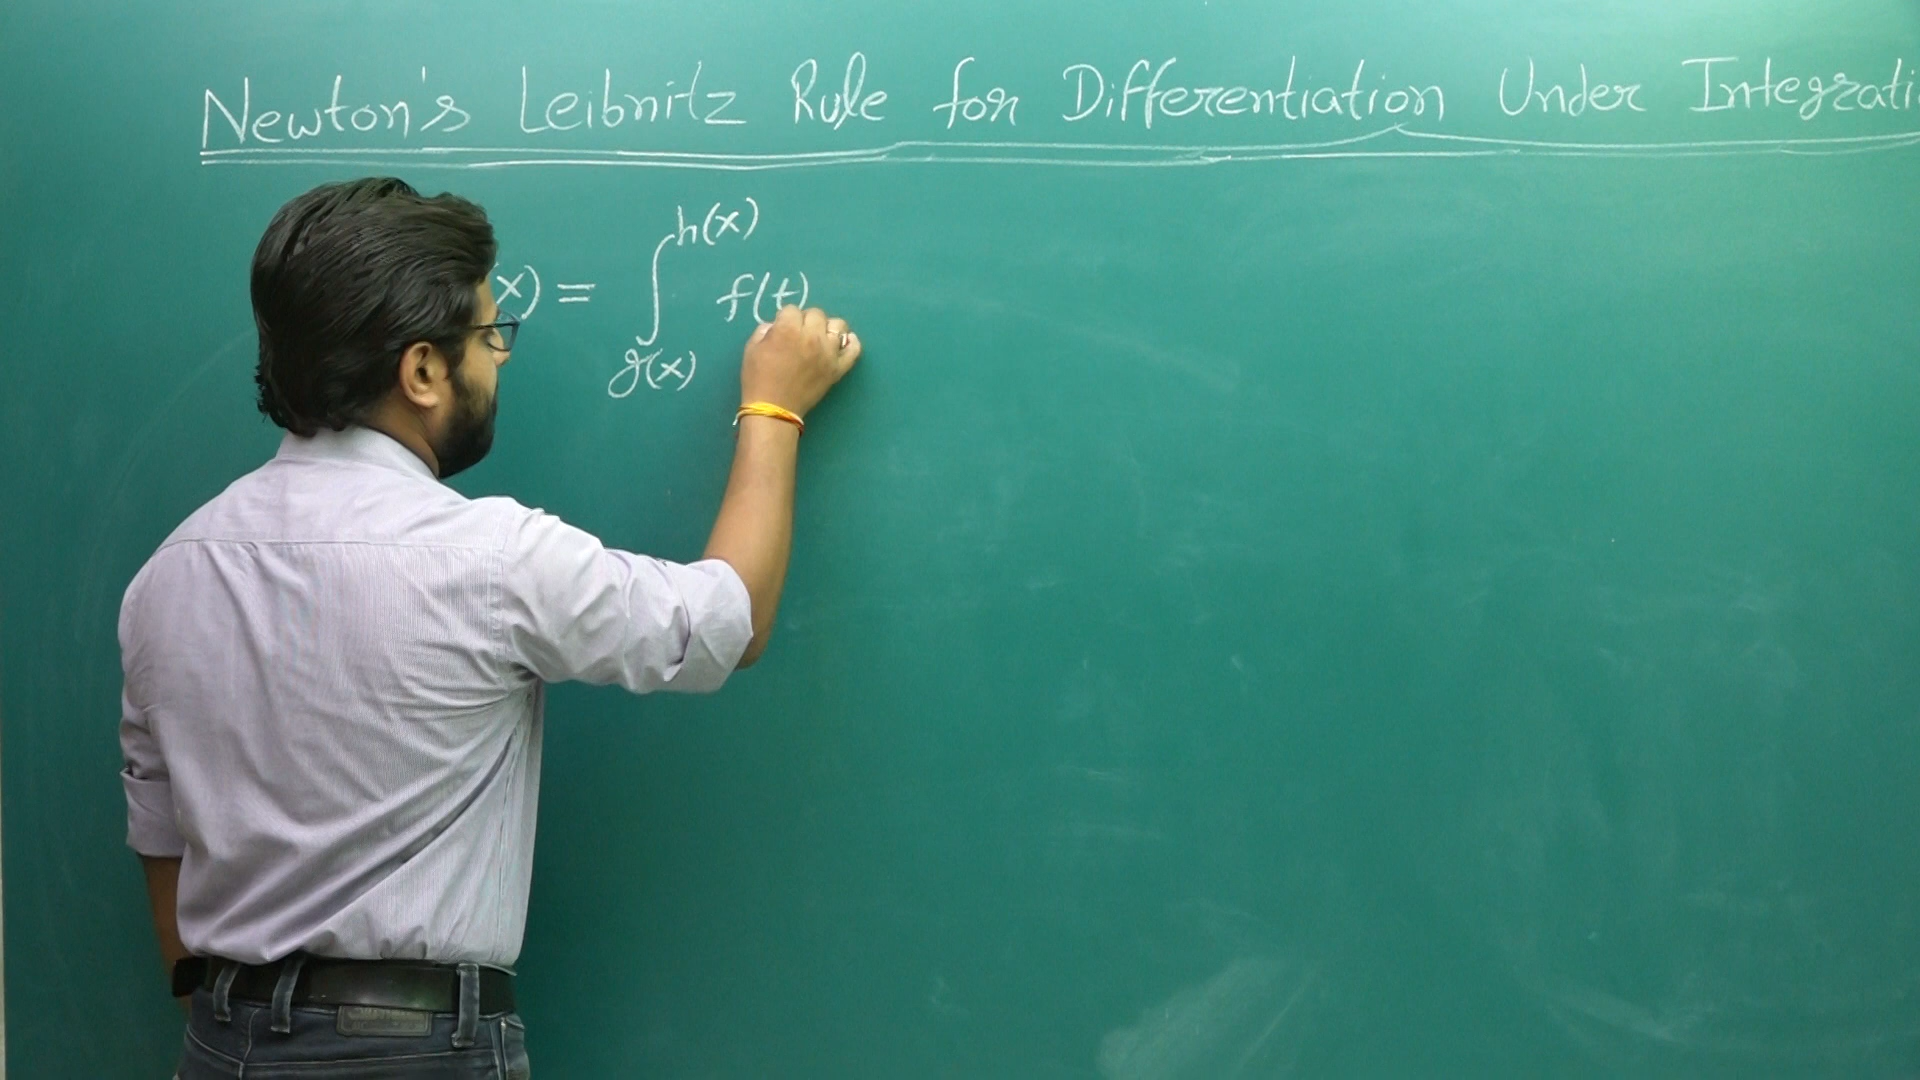 Newton's Leibnitz Rule for Differentiation Under Integrati
h(x)
x) = ∫ f(t)
g(x)